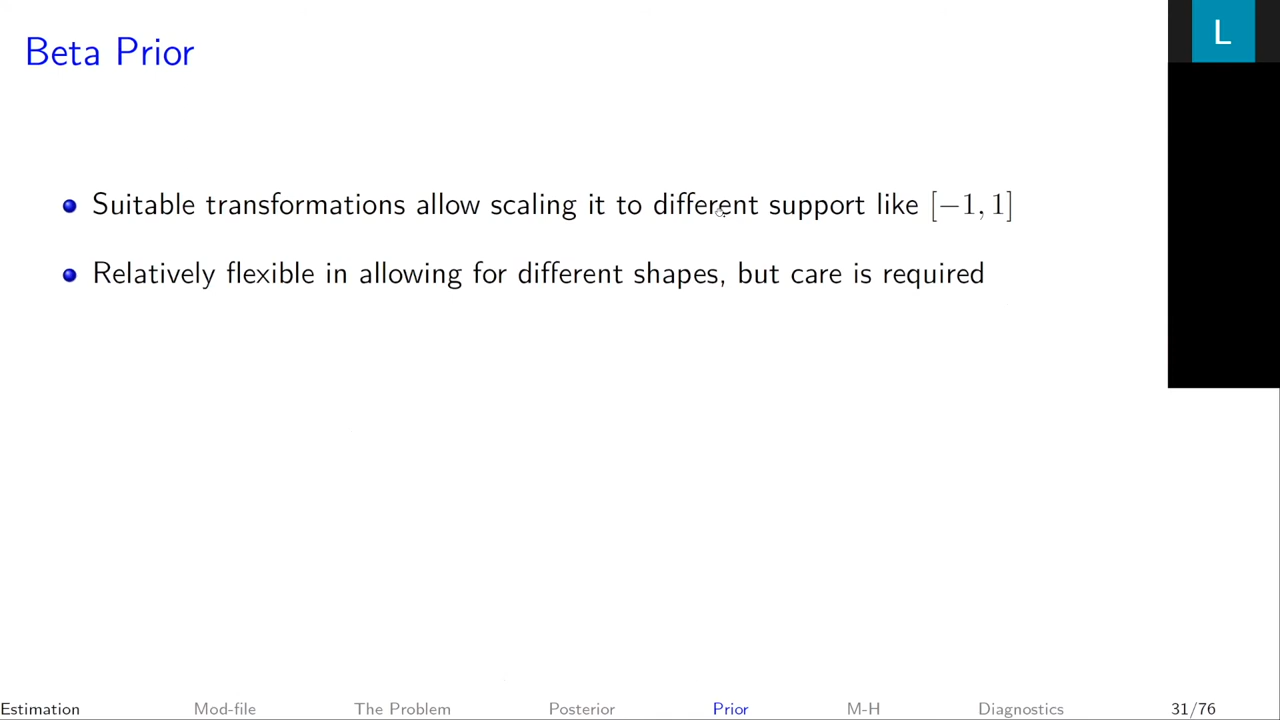 Beta Prior
L
Suitable transformations allow scaling it to different support like [−1, 1]
Relatively flexible in allowing for different shapes, but care is required
Estimation Mod-file The Problem Posterior Prior M-H Diagnostics 31/76